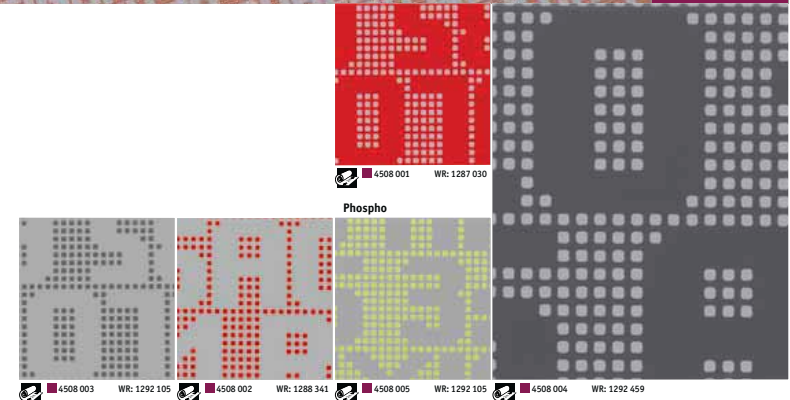 4508 001 WR: 1287 030
Phospho
4508 003 WR: 1292 105
4508 002 WR: 1288 341
4508 005 WR: 1292 105
4508 004 WR: 1292 459